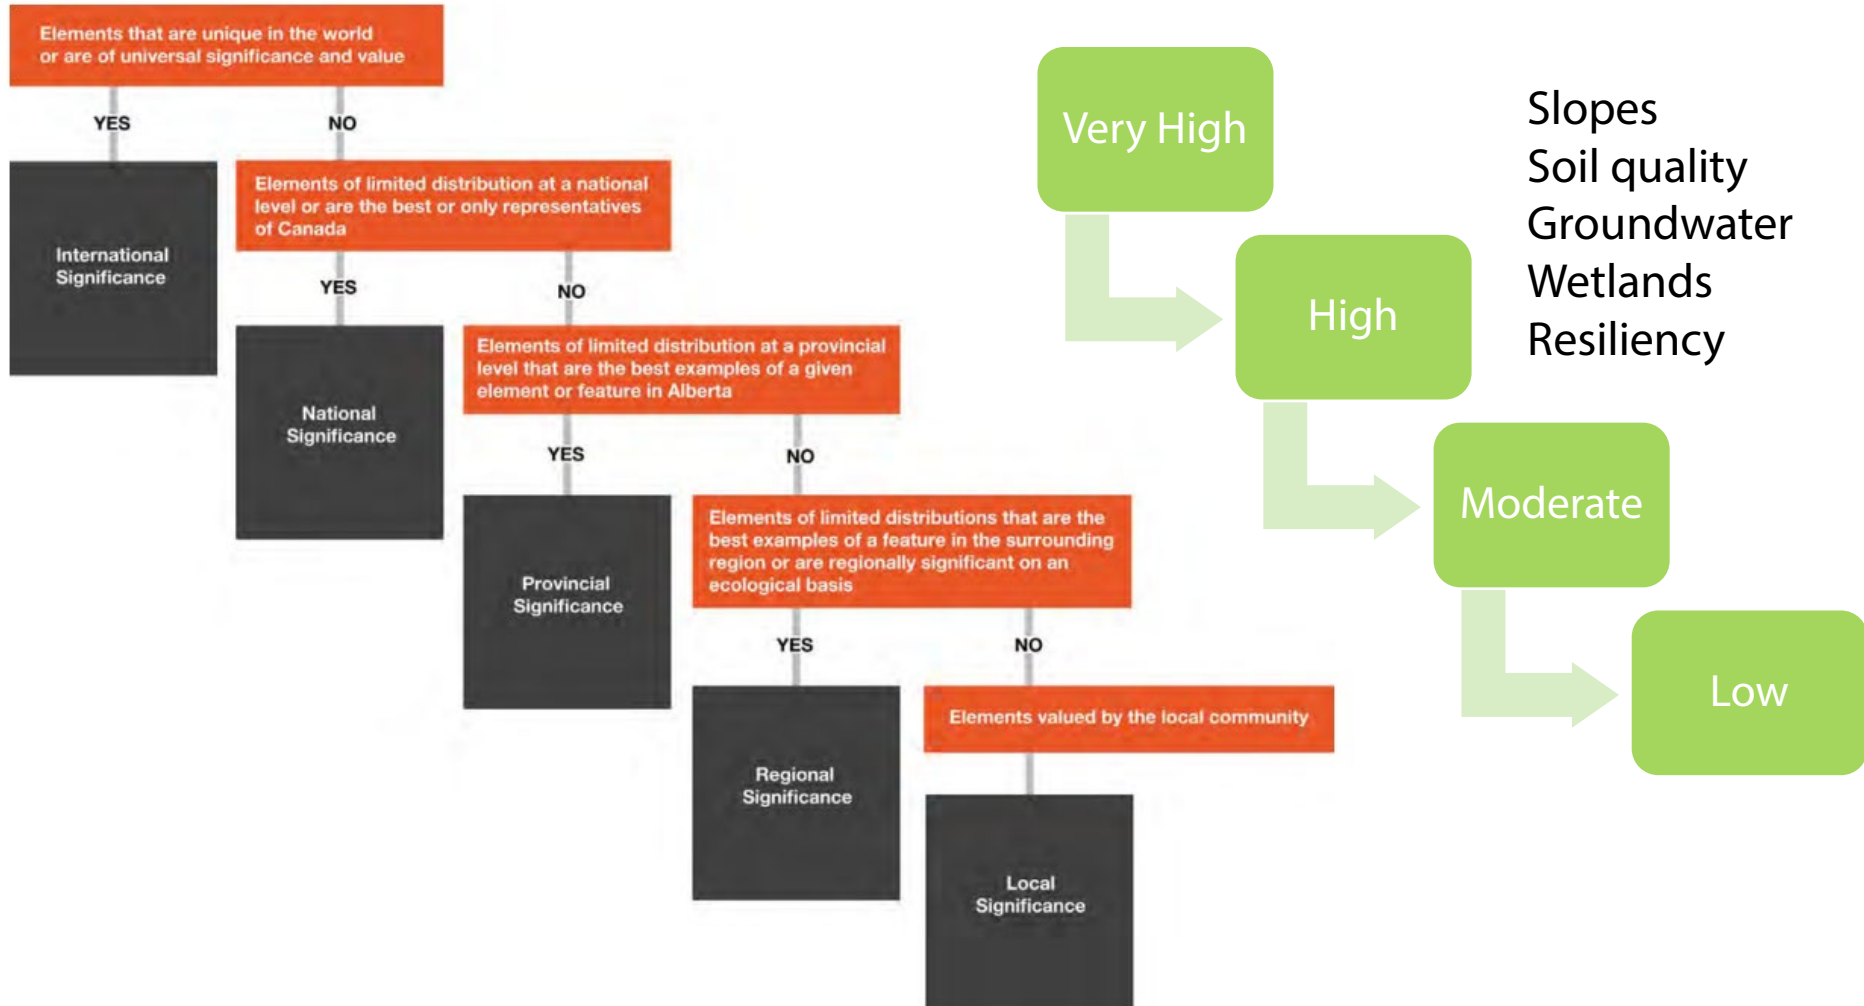 Elements that are unique in the world
or are of universal significance and value
YES
NO
International
Significance
Elements of limited distribution at a national
level or are the best or only representatives
of Canada
YES
NO
National
Significance
Elements of limited distribution at a provincial
level that are the best examples of a given
element or feature in Alberta
YES
NO
Provincial
Significance
Elements of limited distributions that are the
best examples of a feature in the surrounding
region or are regionally significant on an
ecological basis
YES
NO
Regional
Significance
Elements valued by the local community
Local
Significance
Very High
High
Moderate
Low
Slopes
Soil quality
Groundwater
Wetlands
Resiliency